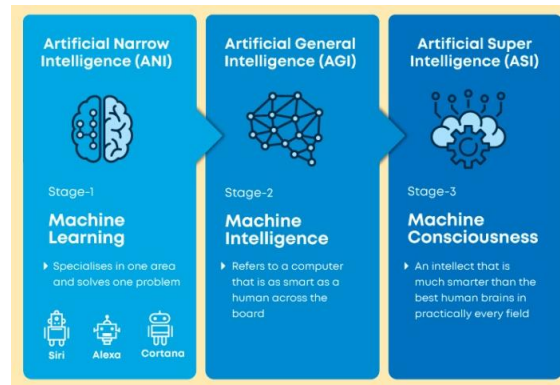 Artificial Narrow
Intelligence (ANI)
Stage-1
Machine
Learning
Specialises in one area
and solves one problem
Siri
Alexa
Cortana
Artificial General
Intelligence (AGI)
Stage-2
Machine
Intelligence
Refers to a computer
that is as smart as a
human across the
board
Artificial Super
Intelligence (ASI)
Stage-3
Machine
Consciousness
An intellect that is
much smarter than the
best human brains in
practically every field